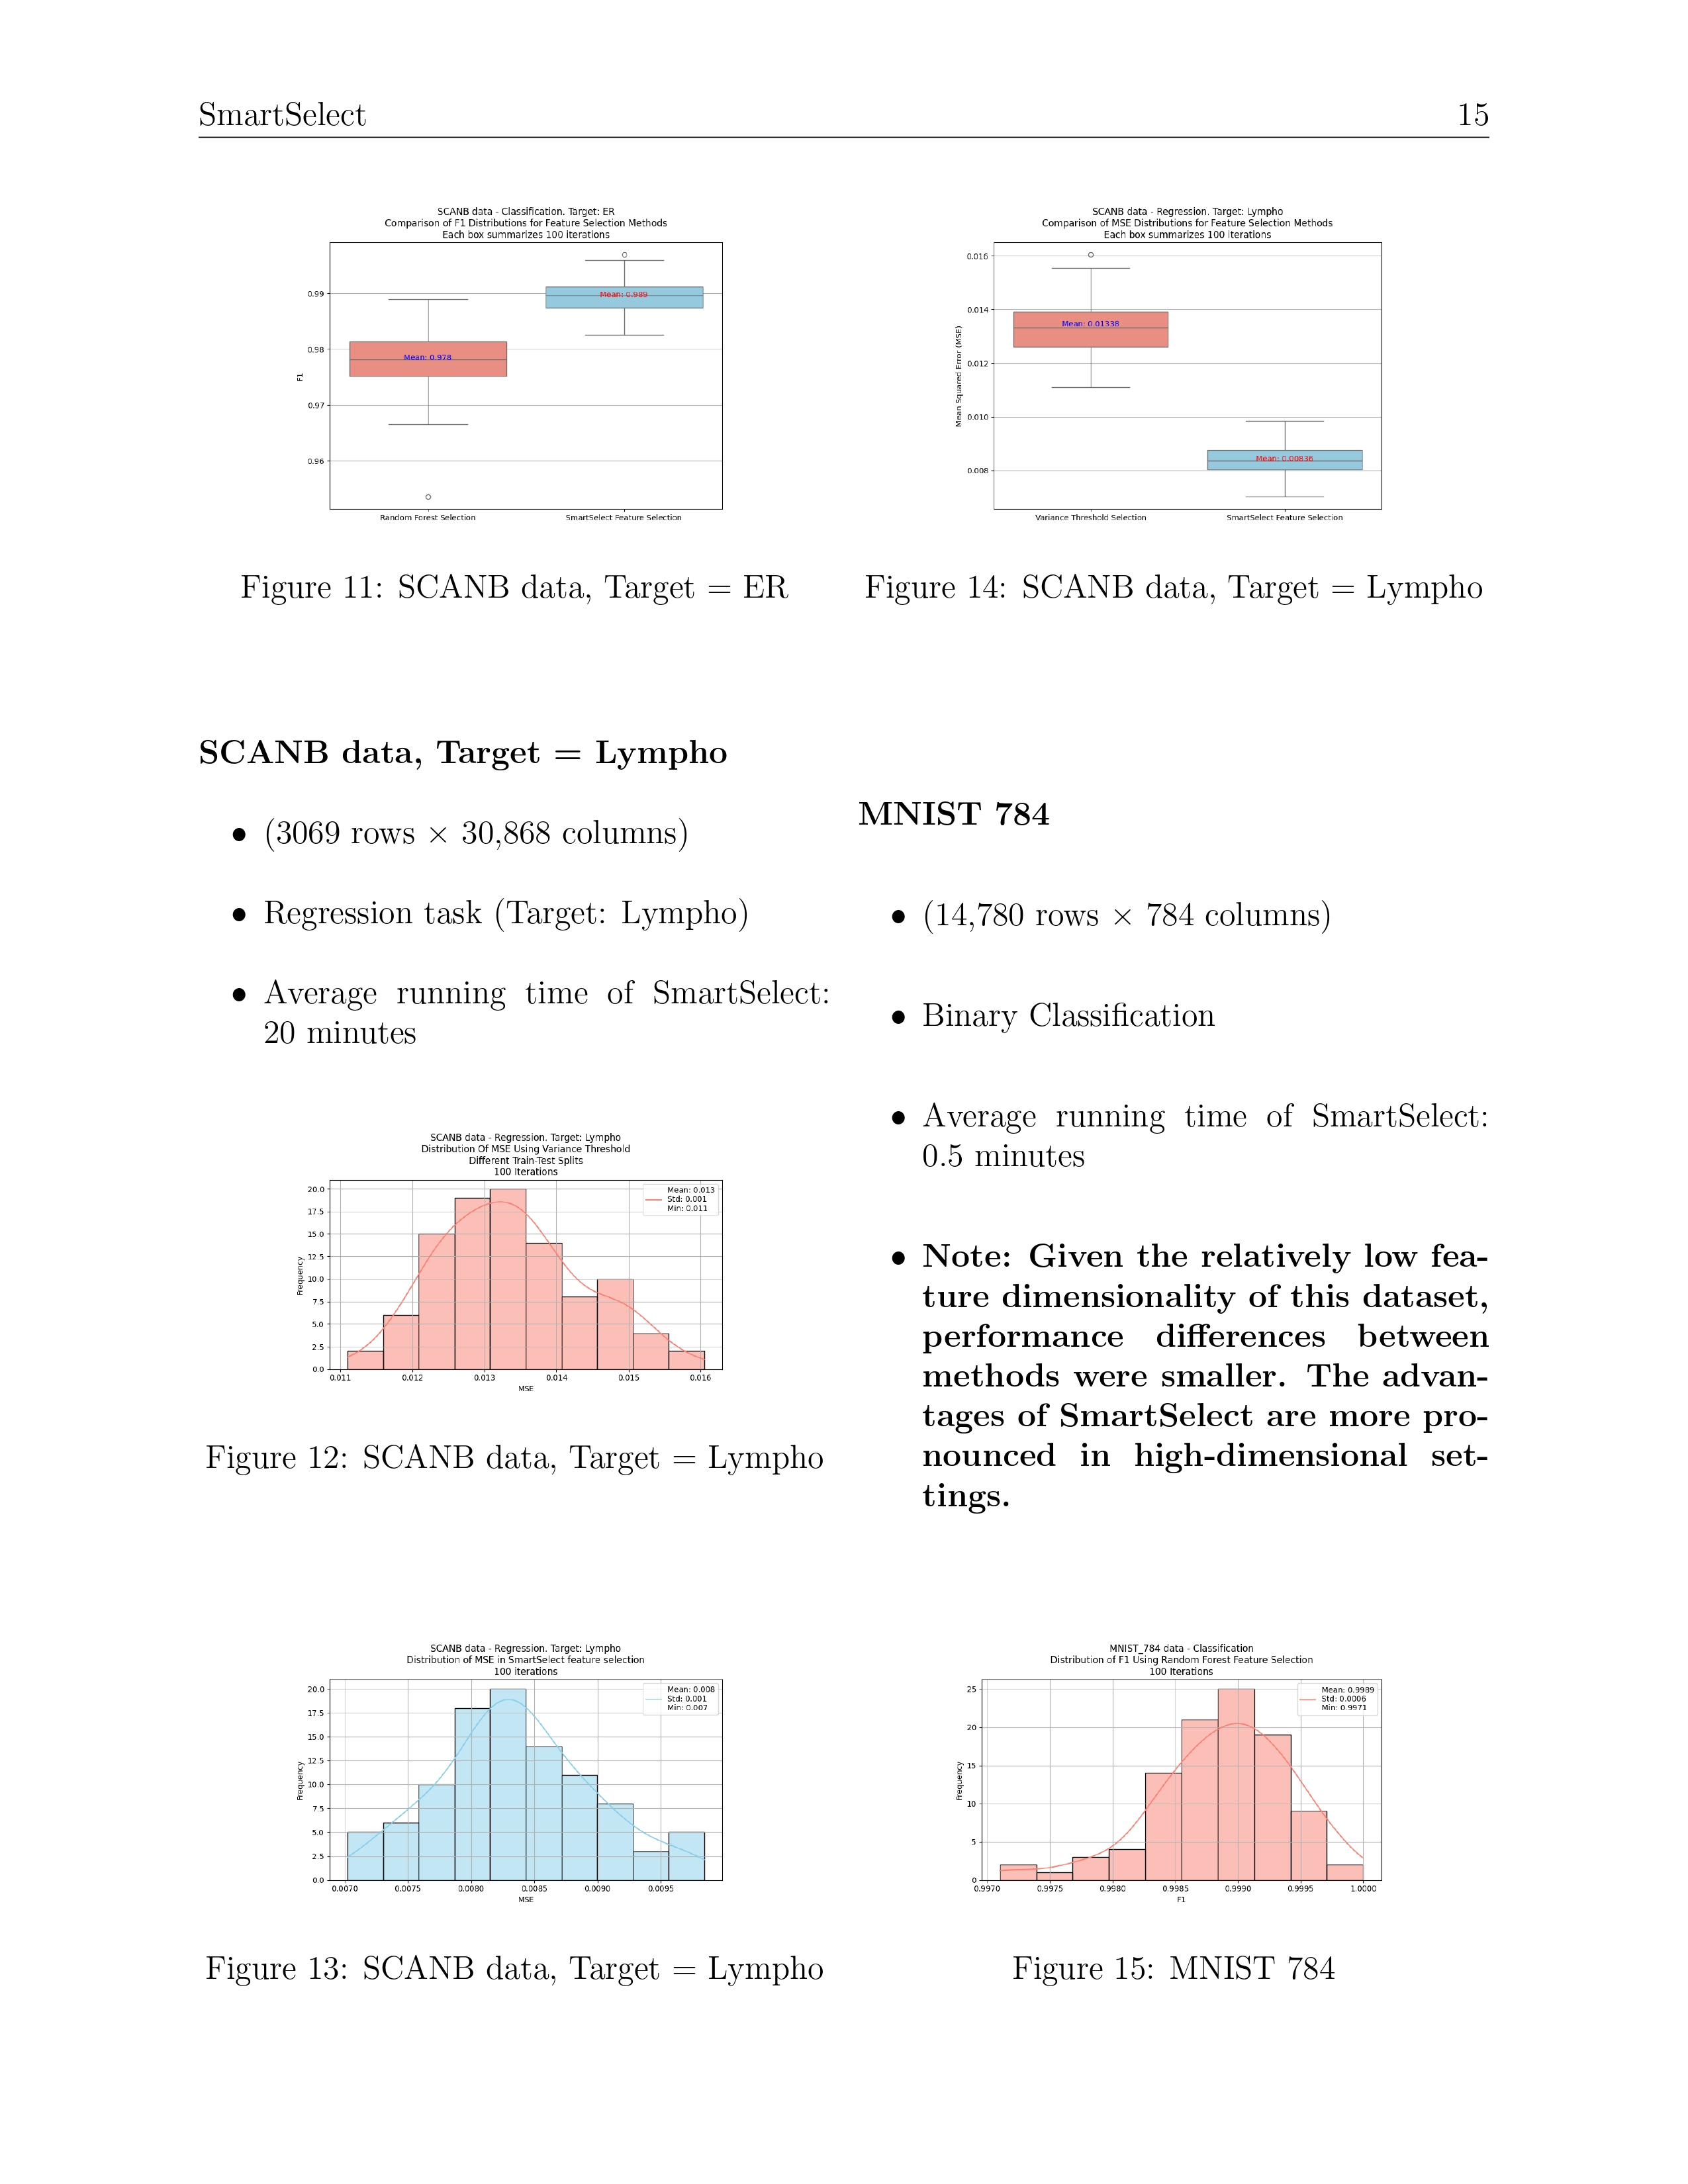 SmartSelect 15
SCANB data - Classification. Target: ER
Comparison of F1 Distributions for Feature Selection Methods
Each box summarizes 100 iterations
0.99
0.98
0.97
0.96
F1
Mean: 0.978
Mean: 0.989
Random Forest Selection SmartSelect Feature Selection
Figure 11: SCANB data, Target = ER
SCANB data, Target = Lympho
• (3069 rows × 30,868 columns)
• Regression task (Target: Lympho)
• Average running time of SmartSelect:
20 minutes
SCANB data - Regression. Target: Lympho
Distribution Of MSE Using Variance Threshold
Different Train-Test Splits
100 Iterations
Mean: 0.013
Std: 0.001
Min: 0.011
20.0
17.5
15.0
12.5
10.0
7.5
5.0
2.5
0.0
Frequency
0.011 0.012 0.013 0.014 0.015 0.016
MSE
Figure 12: SCANB data, Target = Lympho
SCANB data - Regression. Target: Lympho
Distribution of MSE in SmartSelect feature selection
100 iterations
Mean: 0.008
Std: 0.001
Min: 0.007
20.0
17.5
15.0
12.5
10.0
7.5
5.0
2.5
0.0
Frequency
0.0070 0.0075 0.0080 0.0085 0.0090 0.0095
MSE
Figure 13: SCANB data, Target = Lympho
SCANB data - Regression. Target: Lympho
Comparison of MSE Distributions for Feature Selection Methods
Each box summarizes 100 iterations
0.016
0.014
0.012
0.010
0.008
Mean Squared Error (MSE)
Mean: 0.01338
Mean: 0.00836
Variance Threshold Selection SmartSelect Feature Selection
Figure 14: SCANB data, Target = Lympho
MNIST 784
• (14,780 rows × 784 columns)
• Binary Classification
• Average running time of SmartSelect:
0.5 minutes
• Note: Given the relatively low fea-
ture dimensionality of this dataset,
performance differences between
methods were smaller. The advan-
tages of SmartSelect are more pro-
nounced in high-dimensional set-
tings.
MNIST_784 data - Classification
Distribution of F1 Using Random Forest Feature Selection
100 Iterations
Mean: 0.9989
Std: 0.0006
Min: 0.9971
25
20
15
10
5
0
Frequency
0.9970 0.9975 0.9980 0.9985 0.9990 0.9995 1.0000
F1
Figure 15: MNIST 784